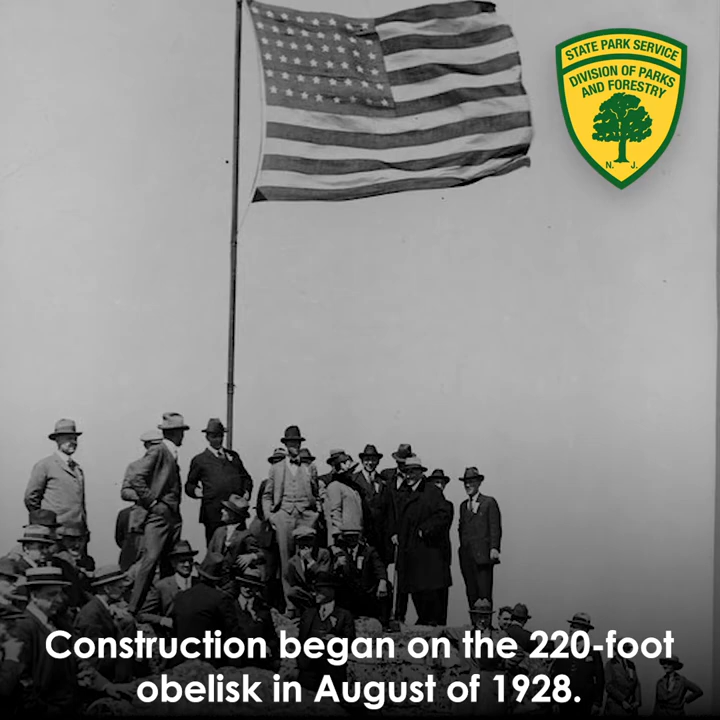 STATE PARK SERVICE
DIVISION OF PARKS
AND FORESTRY
N. J.
Construction began on the 220-foot
obelisk in August of 1928.